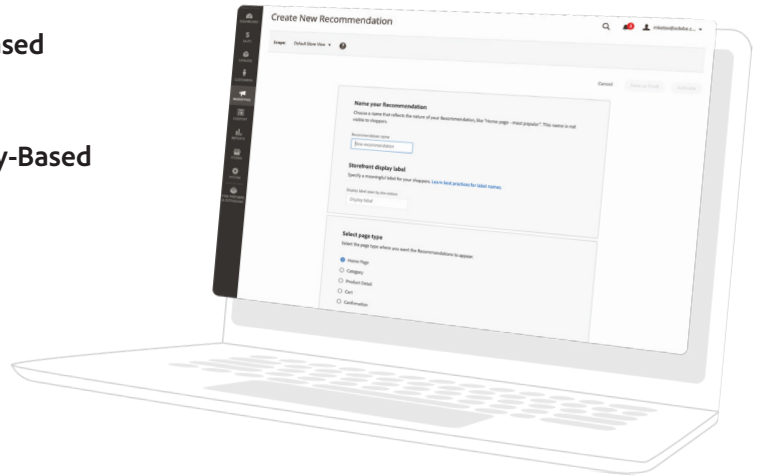 ased
y-Based
Create New Recommendation
Scope: Default Store View
?
Cancel
Name your Recommendation
Choose a name that reflects the nature of your Recommendation, like "Home page - most popular". This name is not
visible to shoppers.
Recommendation name
New recommendation
Storefront display label
Specify a meaningful label for your shoppers. Learn best practices for label names.
Display label
Select page type
Select the page type where you want the Recommendations to appear.
Home Page
Category
Product Detail
Cart
Confirmation